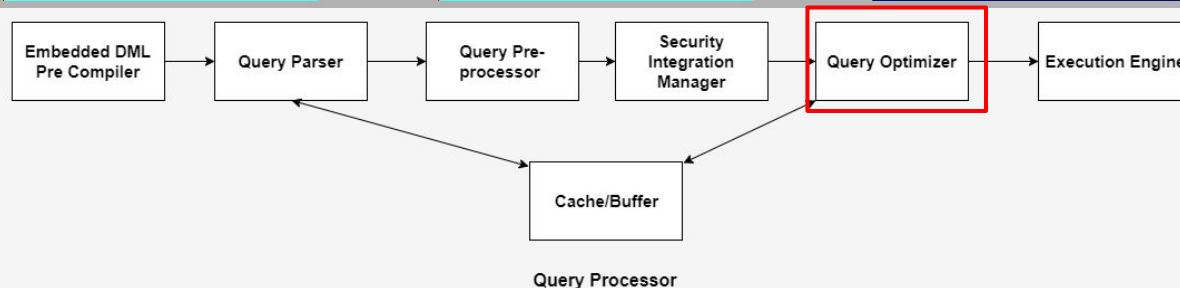 Embedded DML
Pre Compiler
Query Parser
Query Pre-
processor
Security
Integration
Manager
Query Optimizer
Execution Engine
Cache/Buffer
Query Processor